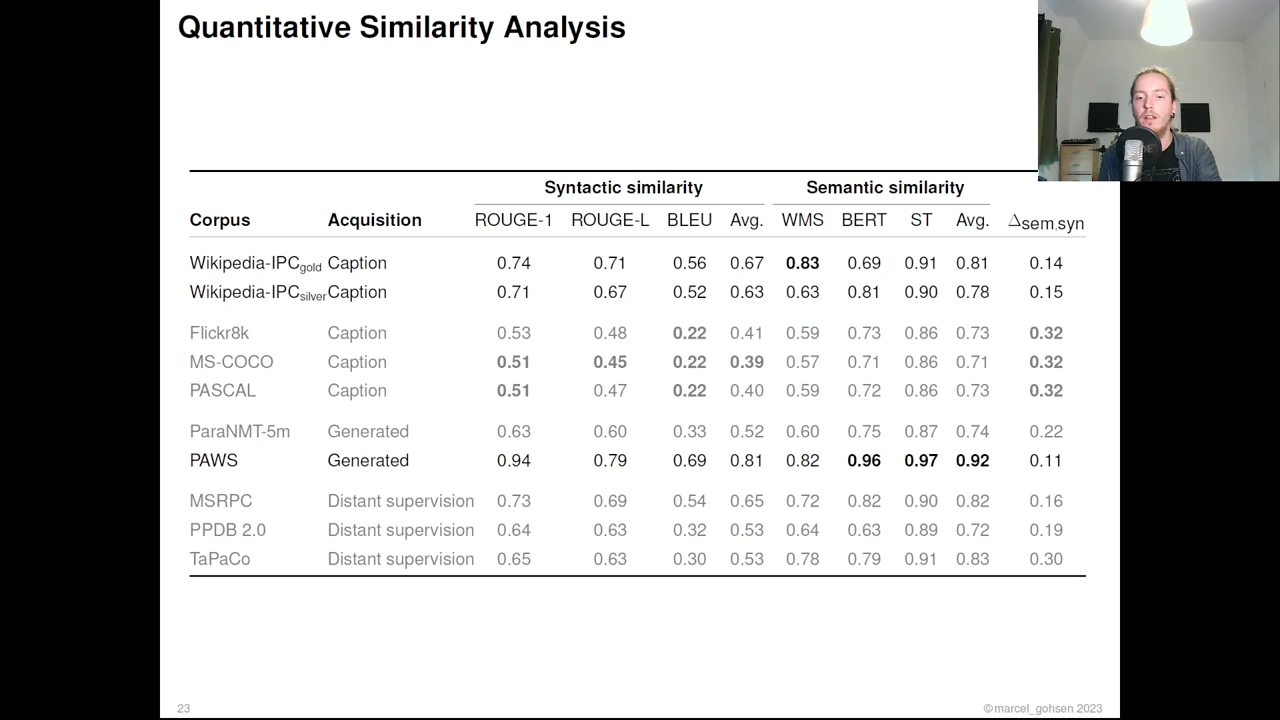 Quantitative Similarity Analysis
Syntactic similarity Semantic similarity
Corpus Acquisition ROUGE-1 ROUGE-L BLEU Avg. WMS BERT ST Avg. Δsem,syn
Wikipedia-IPCgold Caption 0.74 0.71 0.56 0.67 0.83 0.69 0.91 0.81 0.14
Wikipedia-IPCsilver Caption 0.71 0.67 0.52 0.63 0.63 0.81 0.90 0.78 0.15
Flickr8k Caption 0.53 0.48 0.22 0.41 0.59 0.73 0.86 0.73 0.32
MS-COCO Caption 0.51 0.45 0.22 0.39 0.57 0.71 0.86 0.71 0.32
PASCAL Caption 0.51 0.47 0.22 0.40 0.59 0.72 0.86 0.73 0.32
ParaNMT-5m Generated 0.63 0.60 0.33 0.52 0.60 0.75 0.87 0.74 0.22
PAWS Generated 0.94 0.79 0.69 0.81 0.82 0.96 0.97 0.92 0.11
MSRPC Distant supervision 0.73 0.69 0.54 0.65 0.72 0.82 0.90 0.82 0.16
PPDB 2.0 Distant supervision 0.64 0.63 0.32 0.53 0.64 0.63 0.89 0.72 0.19
TaPaCo Distant supervision 0.65 0.63 0.30 0.53 0.78 0.79 0.91 0.83 0.30
23 ©marcel_gohsen 2023